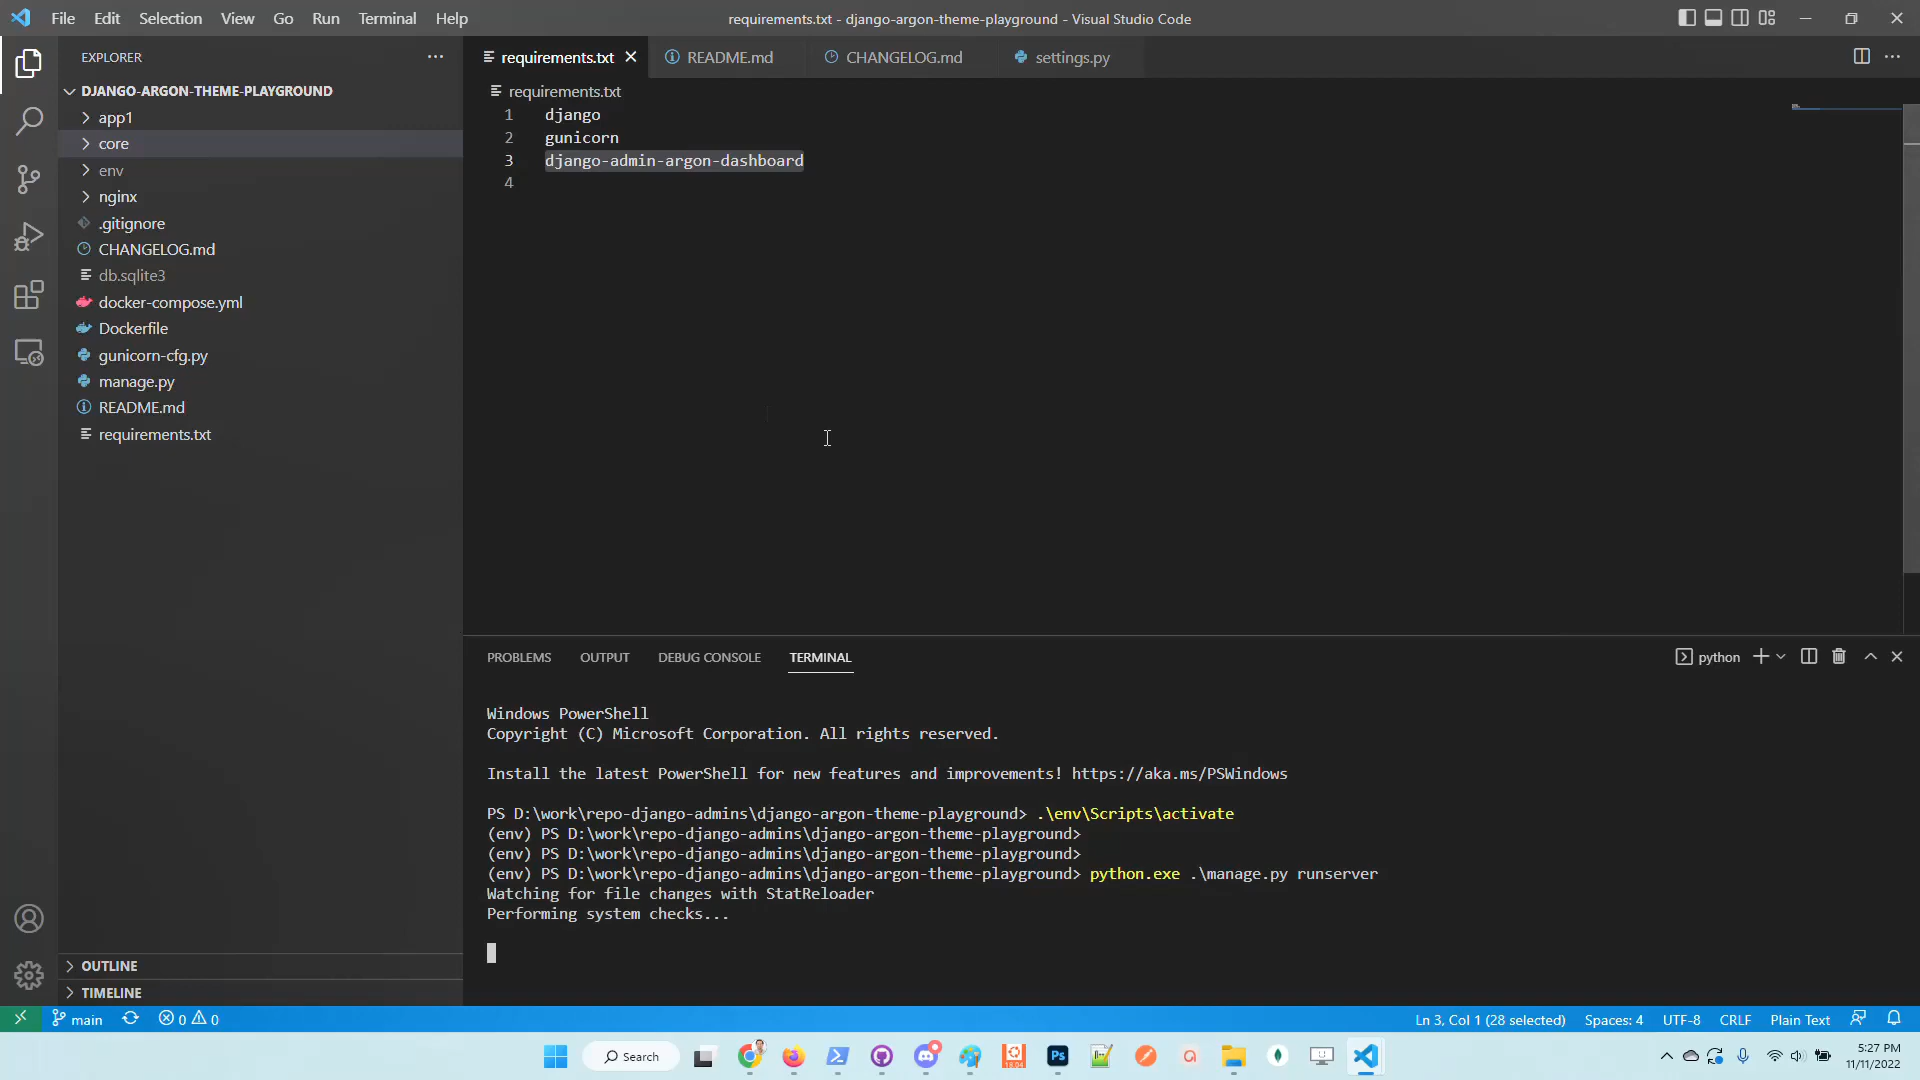 File Edit Selection View Go Run Terminal Help
requirements.txt - django-argon-theme-playground - Visual Studio Code
EXPLORER
requirements.txt README.md CHANGELOG.md settings.py
DJANGO-ARGON-THEME-PLAYGROUND
app1
core
env
nginx
.gitignore
CHANGELOG.md
db.sqlite3
docker-compose.yml
Dockerfile
gunicorn-cfg.py
manage.py
README.md
requirements.txt
OUTLINE
TIMELINE
requirements.txt
1 django
2 gunicorn
3 django-admin-argon-dashboard
4
PROBLEMS OUTPUT DEBUG CONSOLE TERMINAL
python
Windows PowerShell
Copyright (C) Microsoft Corporation. All rights reserved.
Install the latest PowerShell for new features and improvements! https://aka.ms/PSWindows
PS D:\work\repo-django-admins\django-argon-theme-playground> .\env\Scripts\activate
(env) PS D:\work\repo-django-admins\django-argon-theme-playground>
(env) PS D:\work\repo-django-admins\django-argon-theme-playground>
(env) PS D:\work\repo-django-admins\django-argon-theme-playground> python.exe .\manage.py runserver
Watching for file changes with StatReloader
Performing system checks...
main 0 0 Ln 3, Col 1 (28 selected) Spaces: 4 UTF-8 CRLF Plain Text
Search
Ps
18.04
5:27 PM
11/11/2022